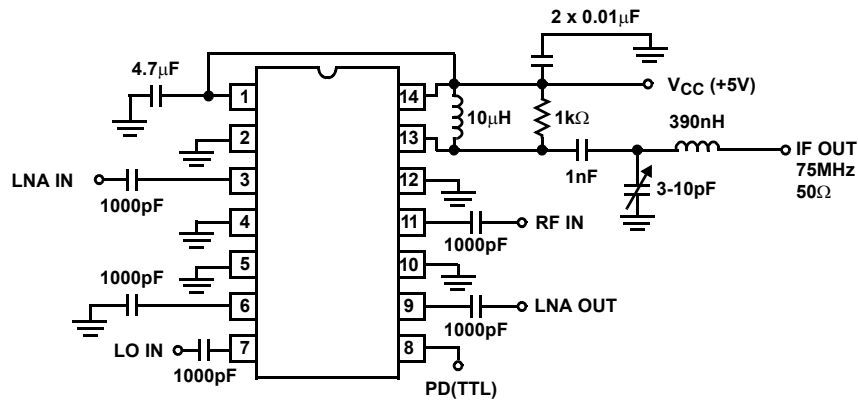 2 x 0.01µF
4.7µF
VCC (+5V)
1
14
10µH
1kΩ
390nH
2
13
IF OUT
75MHz
50Ω
1nF
3-10pF
LNA IN
3
12
1000pF
4
11
RF IN
1000pF
5
10
1000pF
6
9
LNA OUT
1000pF
LO IN
7
8
1000pF
PD(TTL)